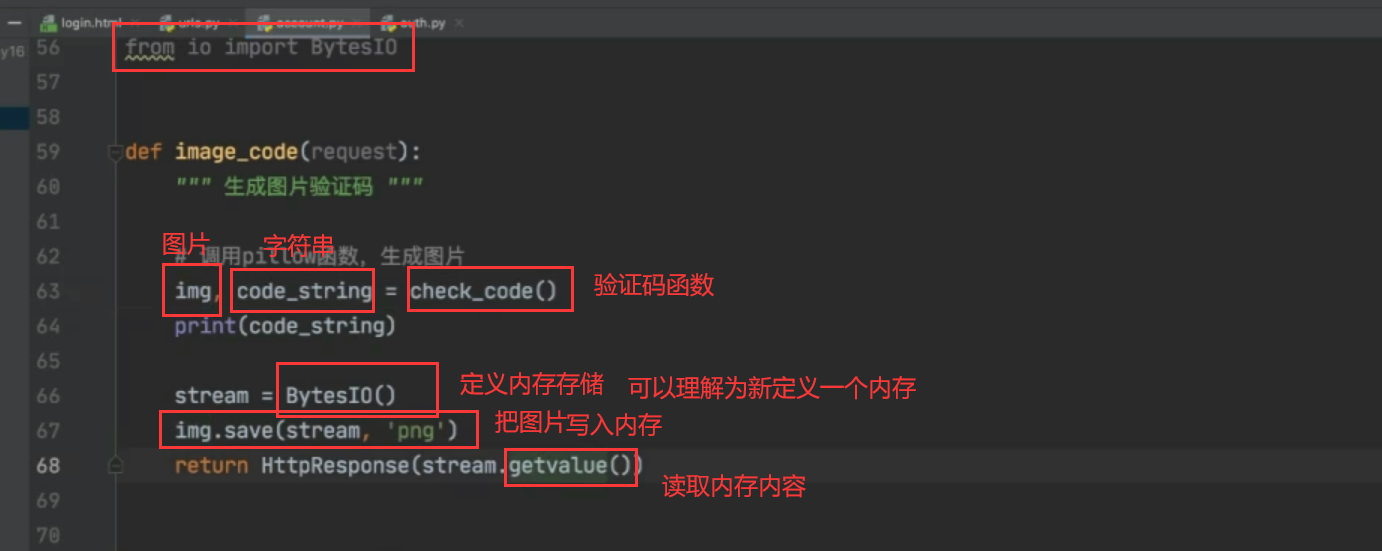 login.html urls.py account.py auth.py
y16 56 from io import BytesIO
57
58
59 def image_code(request):
60 """ 生成图片验证码 """
61
图片 字符串
62 # 调用pillow函数，生成图片
63 img, code_string = check_code() 验证码函数
64 print(code_string)
65
66 stream = BytesIO() 定义内存存储 可以理解为新定义一个内存
67 img.save(stream, 'png') 把图片写入内存
68 return HttpResponse(stream.getvalue())
读取内存内容
69
70